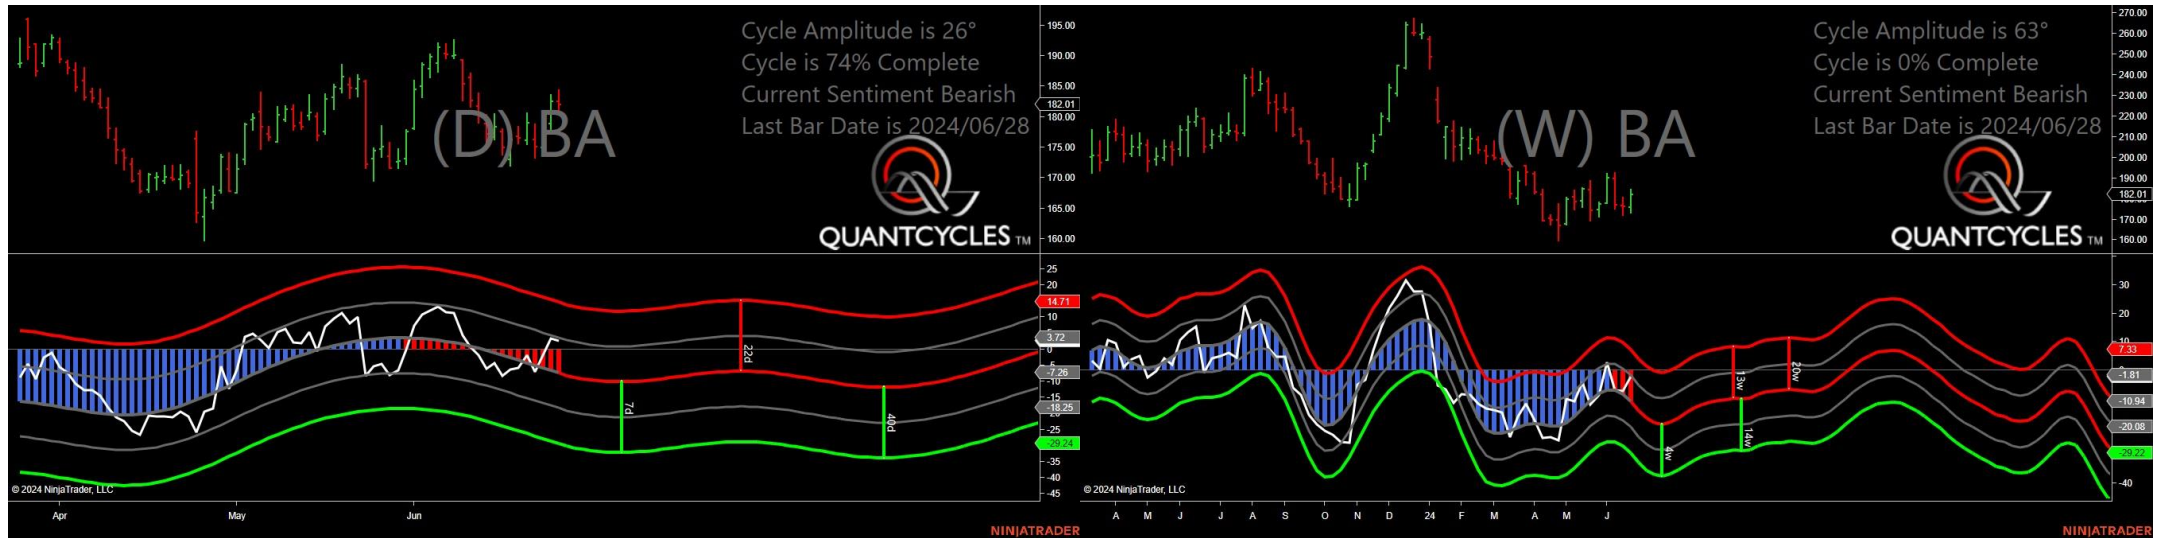 Cycle Amplitude is 26°
Cycle is 74% Complete
Current Sentiment Bearish
Last Bar Date is 2024/06/28
(D) BA
QUANTCYCLES TM
195.00
190.00
185.00
182.01
180.00
175.00
170.00
165.00
160.00
25
20
14.71
10
3.72
-7.26
-10
-15
-18.25
-25
-29.24
-35
-40
-45
22d
7d
40d
© 2024 NinjaTrader, LLC
Apr May Jun
NINJATRADER
Cycle Amplitude is 63°
Cycle is 0% Complete
Current Sentiment Bearish
Last Bar Date is 2024/06/28
(W) BA
QUANTCYCLES TM
270.00
260.00
250.00
240.00
230.00
220.00
210.00
200.00
190.00
182.01
170.00
160.00
30
20
7.33
-1.81
-10.94
-20.08
-29.22
-40
13w
20w
4w
14w
© 2024 NinjaTrader, LLC
A M J J A S O N D 24 F M A M J
NINJATRADER